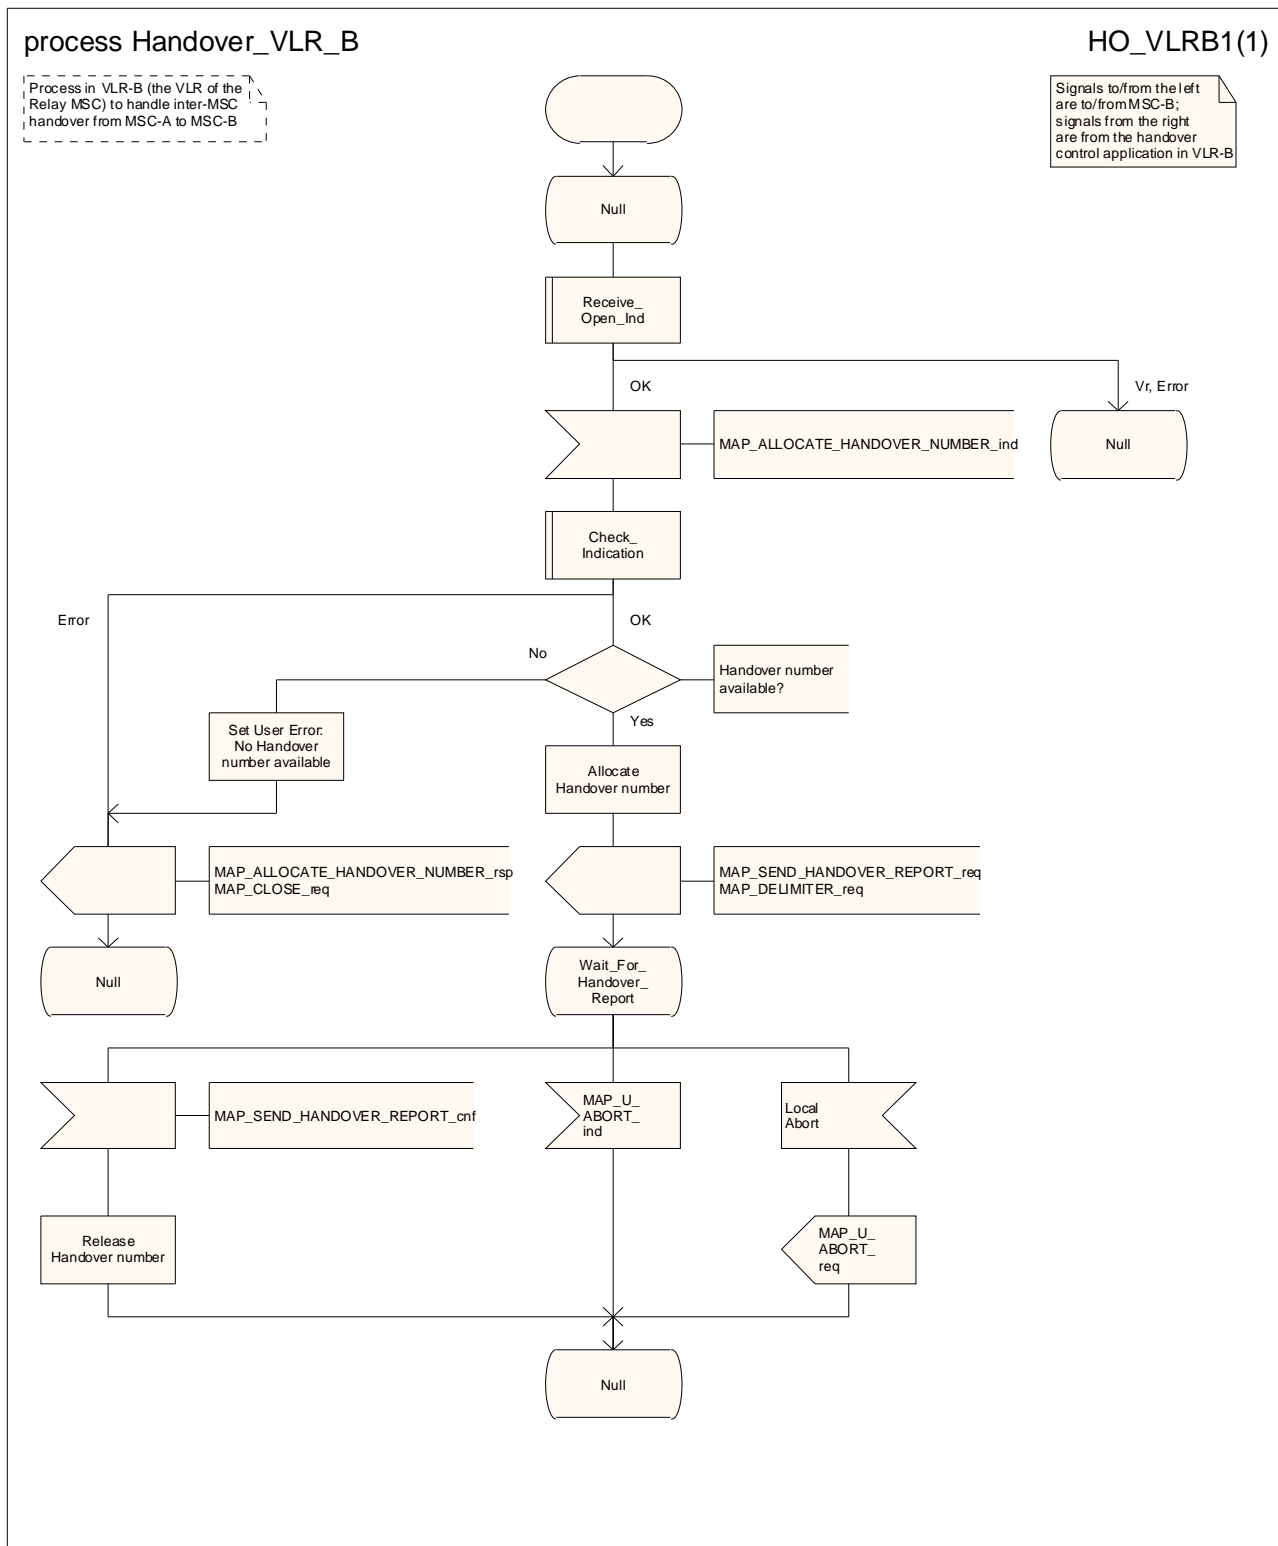 process Handover_VLR_B
HO_VLRB1(1)
Process in VLR-B (the VLR of the
Relay MSC) to handle inter-MSC
handover from MSC-A to MSC-B
Signals to/from the left
are to/from MSC-B;
signals from the right
are from the handover
control application in VLR-B
Null
Receive_
Open_Ind
OK
Vr, Error
MAP_ALLOCATE_HANDOVER_NUMBER_ind
Null
Check_
Indication
Error
OK
No
Handover number
available?
Yes
Set User Error:
No Handover
number available
Allocate
Handover number
MAP_ALLOCATE_HANDOVER_NUMBER_rsp
MAP_CLOSE_req
MAP_SEND_HANDOVER_REPORT_req
MAP_DELIMITER_req
Null
Wait_For_
Handover_
Report
MAP_SEND_HANDOVER_REPORT_cnf
MAP_U_
ABORT_
ind
Local
Abort
Release
Handover number
MAP_U_
ABORT_
req
Null